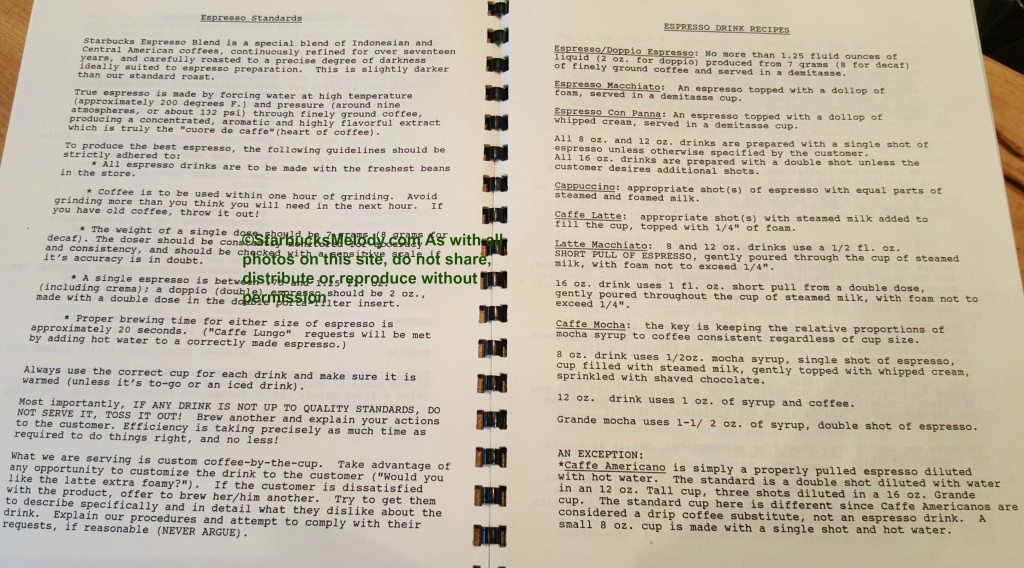 Espresso Standards
Starbucks Espresso Blend is a special blend of Indonesian and
Central American coffees, continuously refined for over seventeen
years, and carefully roasted to a precise degree of darkness
ideally suited to espresso preparation. This is slightly darker
than our standard roast.
True espresso is made by forcing water at high temperature
(approximately 200 degrees F.) and pressure (around nine
atmospheres, or about 132 psi) through finely ground coffee,
producing a concentrated, aromatic and highly flavorful extract
which is truly the "cuore de caffe"(heart of coffee).
To produce the best espresso, the following guidelines should be
strictly adhered to:
* All espresso drinks are to be made with the freshest beans
in the store.
* Coffee is to be used within one hour of grinding. Avoid
grinding more than you think you will need in the next hour. If
you have old coffee, throw it out!
* The weight of a single dose should be 7 grams (8 grams for
decaf). The doser should be
and consistency, and should be checked with a sensitive scale if
it's accuracy is in doubt.
* A single espresso is
(including crema); a doppio (double) espresso should be 2 oz.,
made with a double dose in the double porta-filter insert.
* Proper brewing time for either size of espresso is
approximately 20 seconds. ("Caffe Lungo" requests will be met
by adding hot water to a correctly made espresso.)
Always use the correct cup for each drink and make sure it is
warmed (unless it's to-go or an iced drink).
Most importantly, IF ANY DRINK IS NOT UP TO QUALITY STANDARDS, DO
NOT SERVE IT, TOSS IT OUT! Brew another and explain your actions
to the customer. Efficiency is taking precisely as much time as
required to do things right, and no less!
What we are serving is custom coffee-by-the-cup. Take advantage of
any opportunity to customize the drink to the customer ("Would you
like the latte extra foamy?"). If the customer is dissatisfied
with the product, offer to brew her/him another. Try to get them
to describe specifically and in detail what they dislike about the
drink. Explain our procedures and attempt to comply with their
requests, if reasonable (NEVER ARGUE).
©StarbucksMelody.com As with all
photos on this site, do not share,
distribute or reproduce without
permission.
ESPRESSO DRINK RECIPES
Espresso/Doppio Espresso: No more than 1.25 fluid ounces of
liquid (2 oz. for doppio) produced from 7 grams (8 for decaf)
of finely ground coffee and served in a demitasse.
Espresso Macchiato: An espresso topped with a dollop of
foam, served in a demitasse cup.
Espresso Con Panna: An espresso topped with a dollop of
whipped cream, served in a demitasse cup.
All 8 oz. and 12 oz. drinks are prepared with a single shot of
espresso unless otherwise specified by the customer.
All 16 oz. drinks are prepared with a double shot unless the
customer desires additional shots.
Cappuccino: appropriate shot(s) of espresso with equal parts of
steamed and foamed milk.
Caffe Latte: appropriate shot(s) with steamed milk added to
fill the cup, topped with 1/4" of foam.
Latte Macchiato: 8 and 12 oz. drinks use a 1/2 fl. oz.
SHORT PULL OF ESPRESSO, gently poured through the cup of steamed
milk, with foam not to exceed 1/4".
16 oz. drink uses 1 fl. oz. short pull from a double dose,
gently poured throughout the cup of steamed milk, with foam not to
exceed 1/4".
Caffe Mocha: the key is keeping the relative proportions of
mocha syrup to coffee consistent regardless of cup size.
8 oz. drink uses 1/2oz. mocha syrup, single shot of espresso,
cup filled with steamed milk, gently topped with whipped cream,
sprinkled with shaved chocolate.
12 oz. drink uses 1 oz. of syrup and coffee.
Grande mocha uses 1-1/ 2 oz. of syrup, double shot of espresso.
AN EXCEPTION:
*Caffe Americano is simply a properly pulled espresso diluted
with hot water. The standard is a double shot diluted with water
in an 12 oz. Tall cup, three shots diluted in a 16 oz. Grande
cup. The standard cup here is different since Caffe Americanos are
considered a drip coffee substitute, not an espresso drink. A
small 8 oz. cup is made with a single shot and hot water.